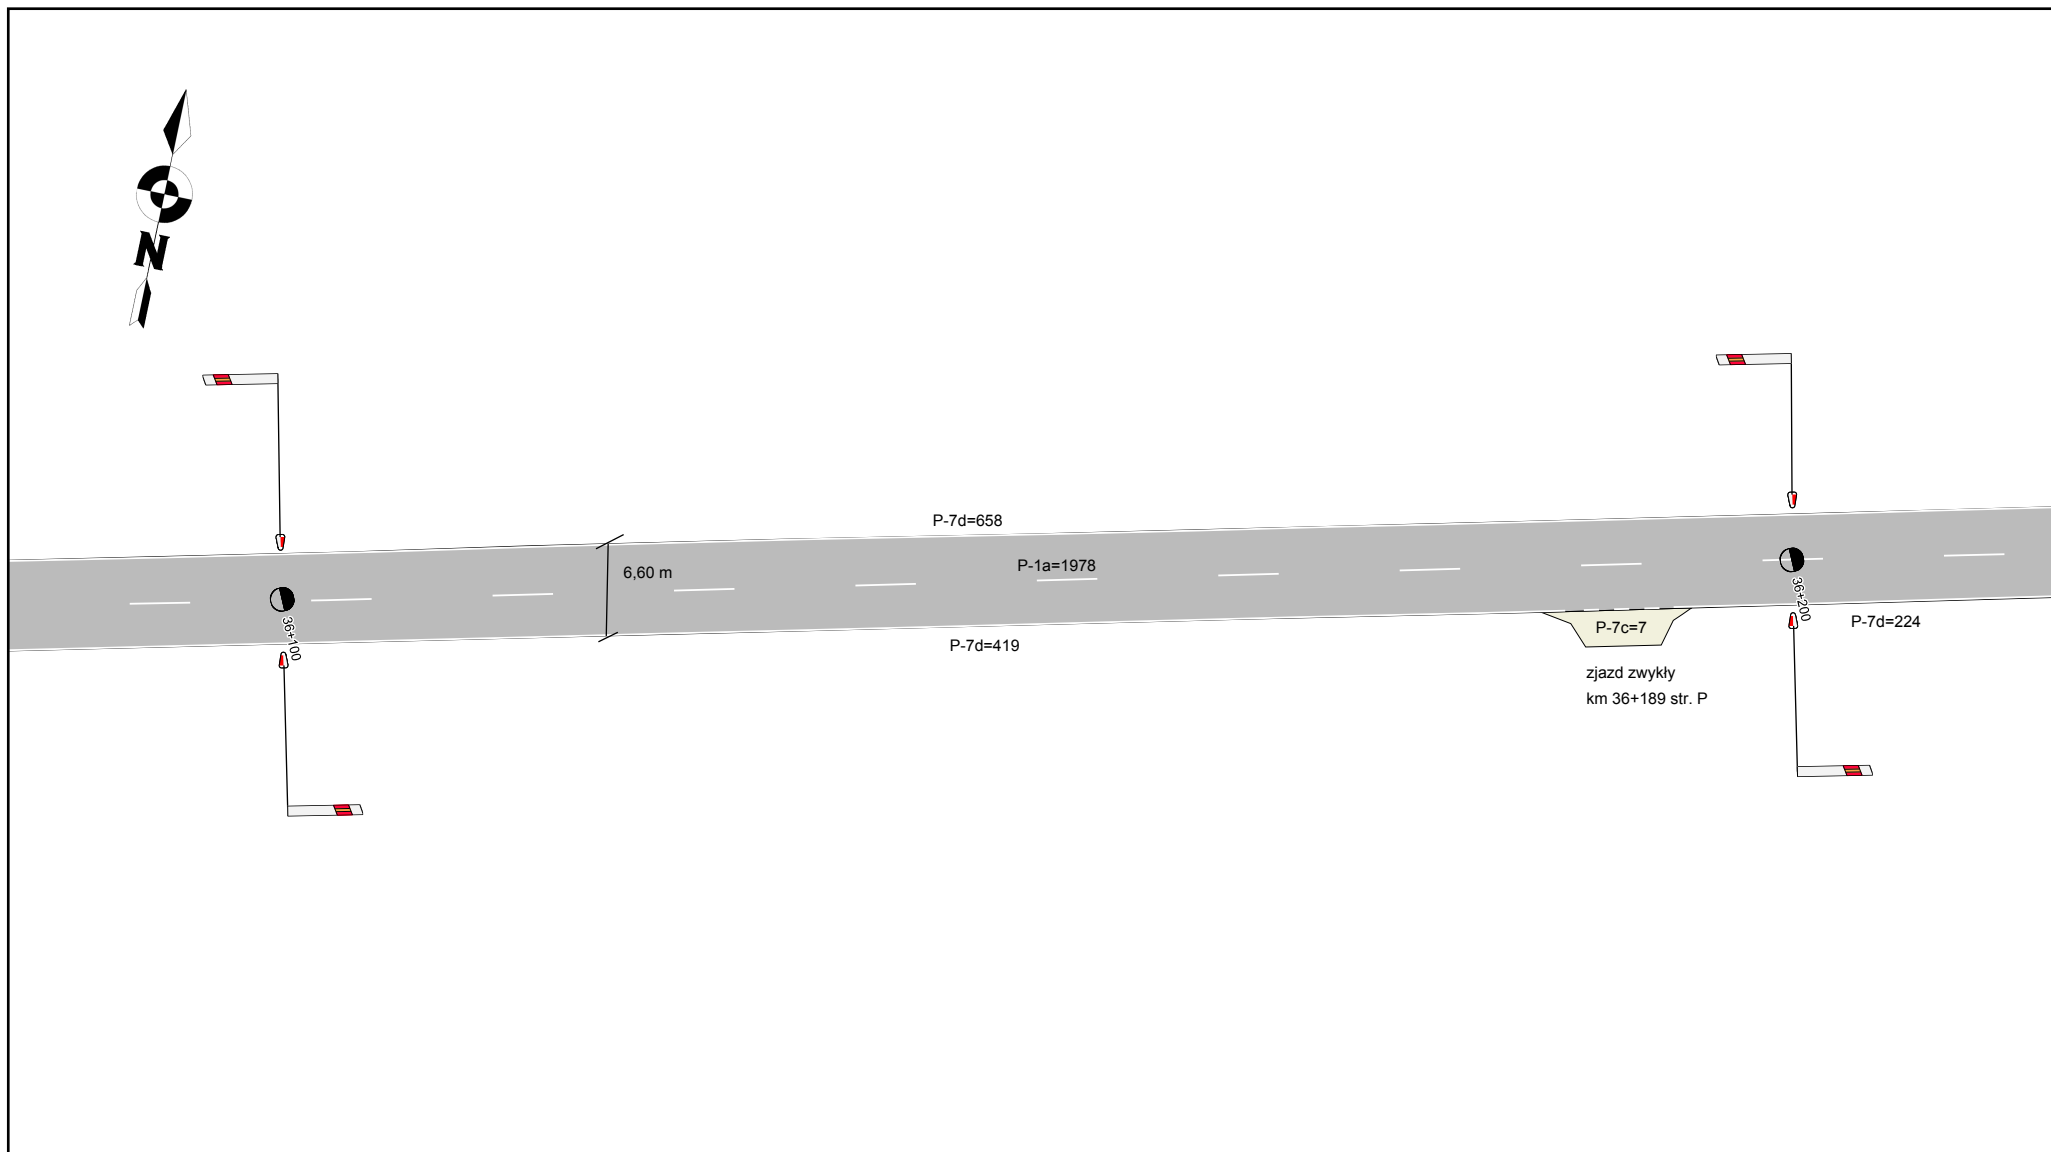 N
P-7d=658
P-1a=1978
6,60 m
36+100
36+200
P-7d=419
P-7c=7
P-7d=224
zjazd zwykły
km 36+189 str. P